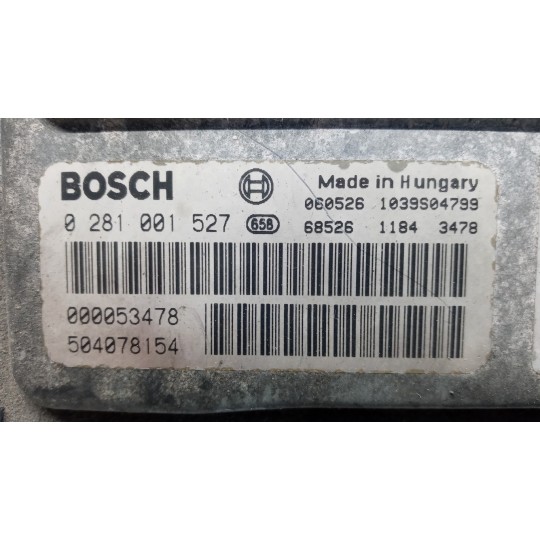 BOSCH
Made in Hungary
060526 1039S04799
0 281 001 527 658 68526 1184 3478
000053478
504078154